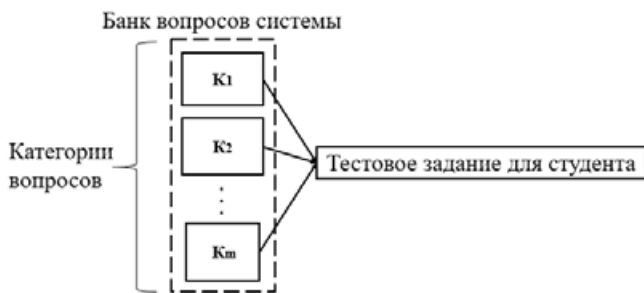 Банк вопросов системы
К1
К2
Категории
вопросов
Тестовое задание для студента
Кm